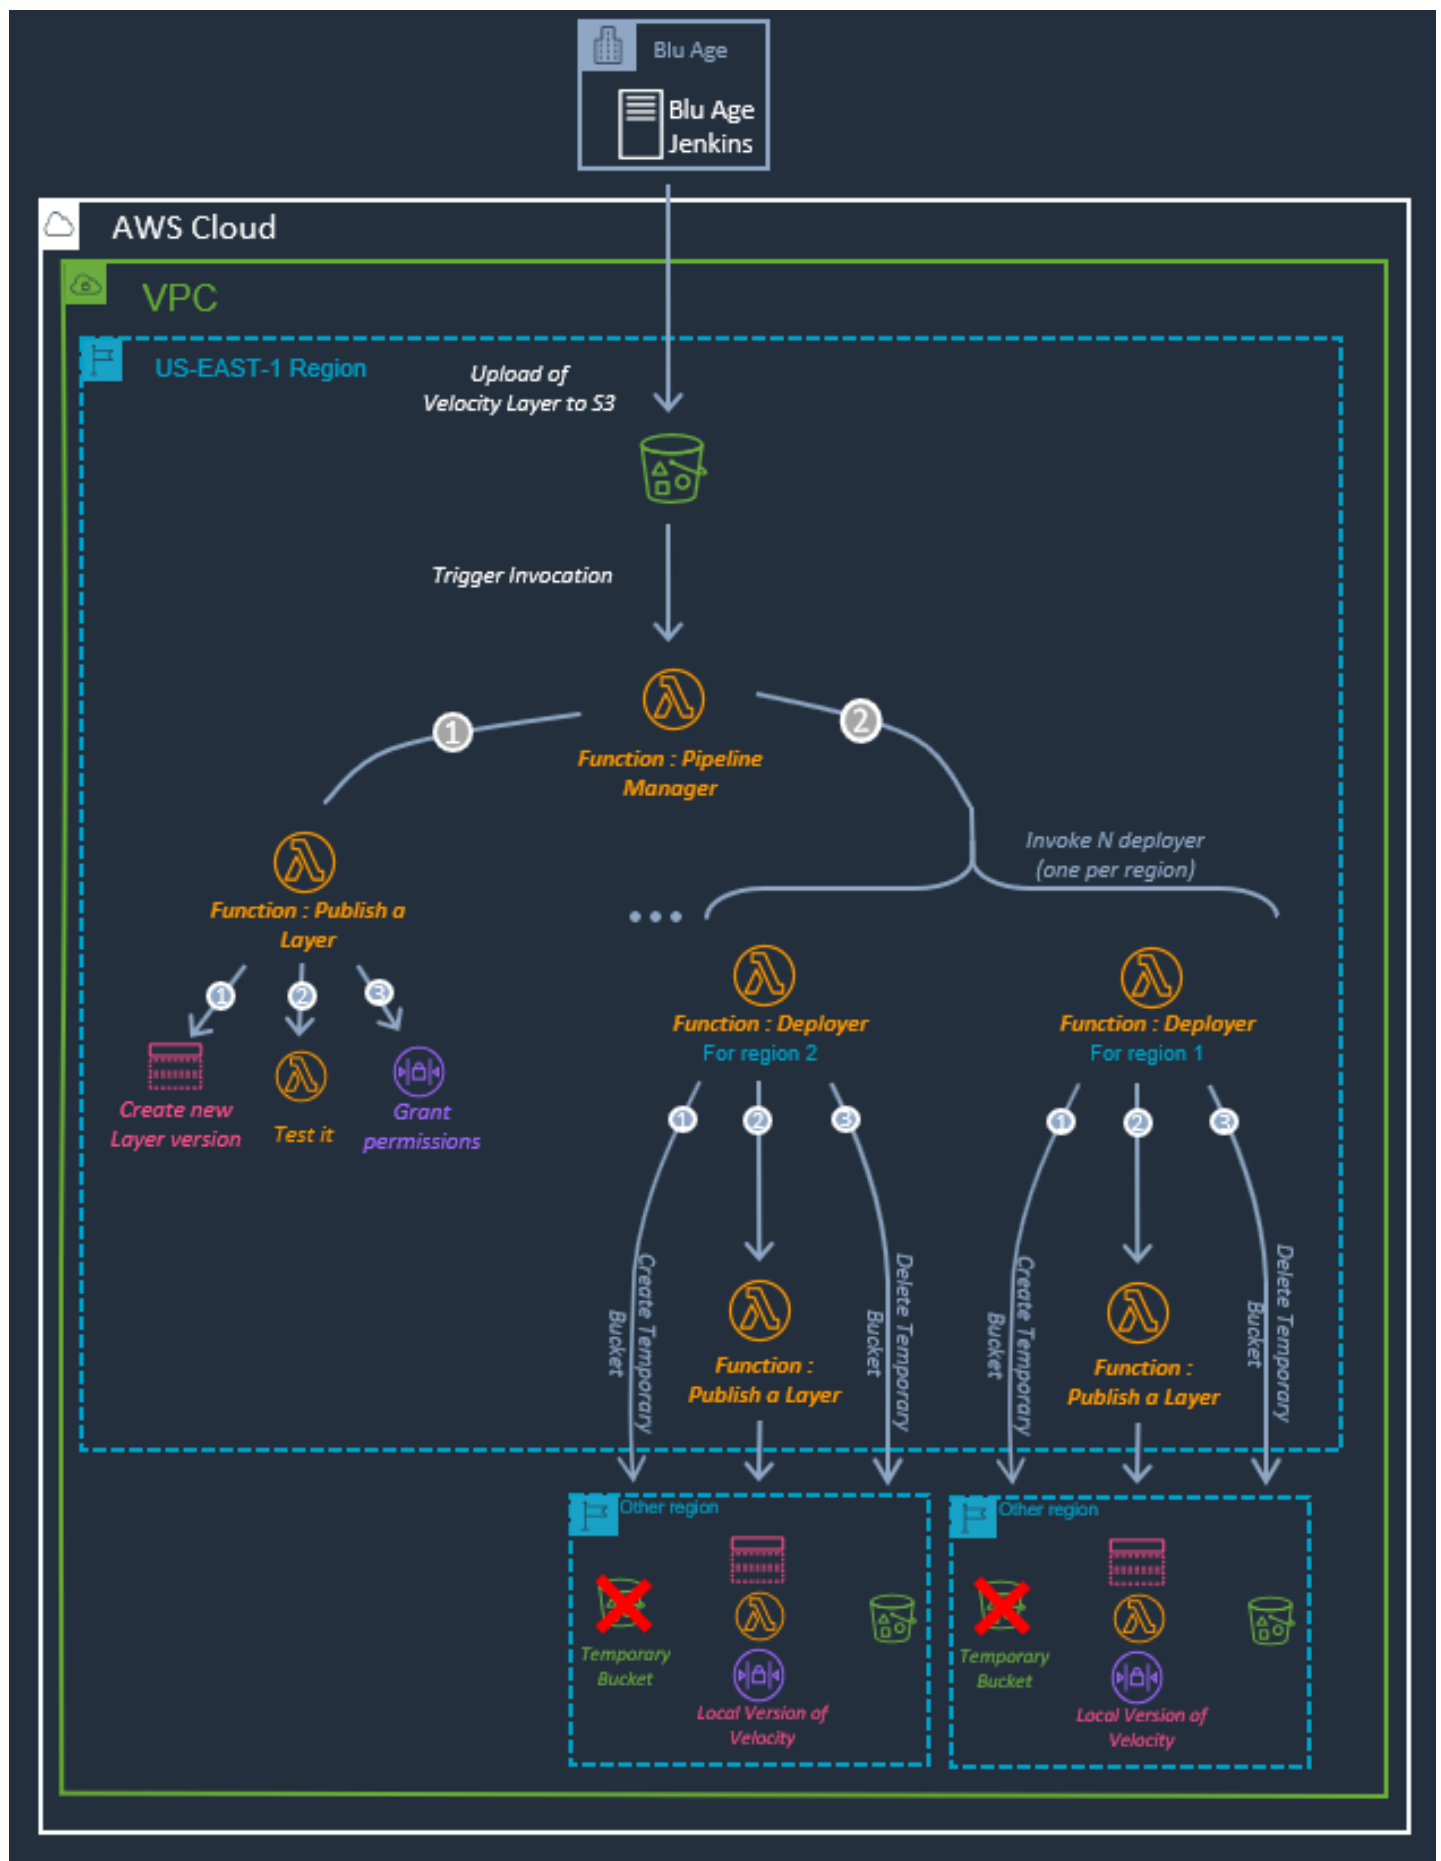 Blu Age
Blu Age
Jenkins
AWS Cloud
VPC
US-EAST-1 Region
Upload of
Velocity Layer to S3
Trigger Invocation
1
2
Function : Pipeline
Manager
Invoke N deployer
(one per region)
Function : Publish a
Layer
1
2
3
Create new
Layer version
Test it
Grant
permissions
Function : Deployer
For region 2
Function : Deployer
For region 1
1
2
3
1
2
3
Create Temporary
Bucket
Delete Temporary
Bucket
Create Temporary
Bucket
Delete Temporary
Bucket
Function :
Publish a Layer
Function :
Publish a Layer
Other region
Temporary
Bucket
Local Version of
Velocity
Other region
Temporary
Bucket
Local Version of
Velocity